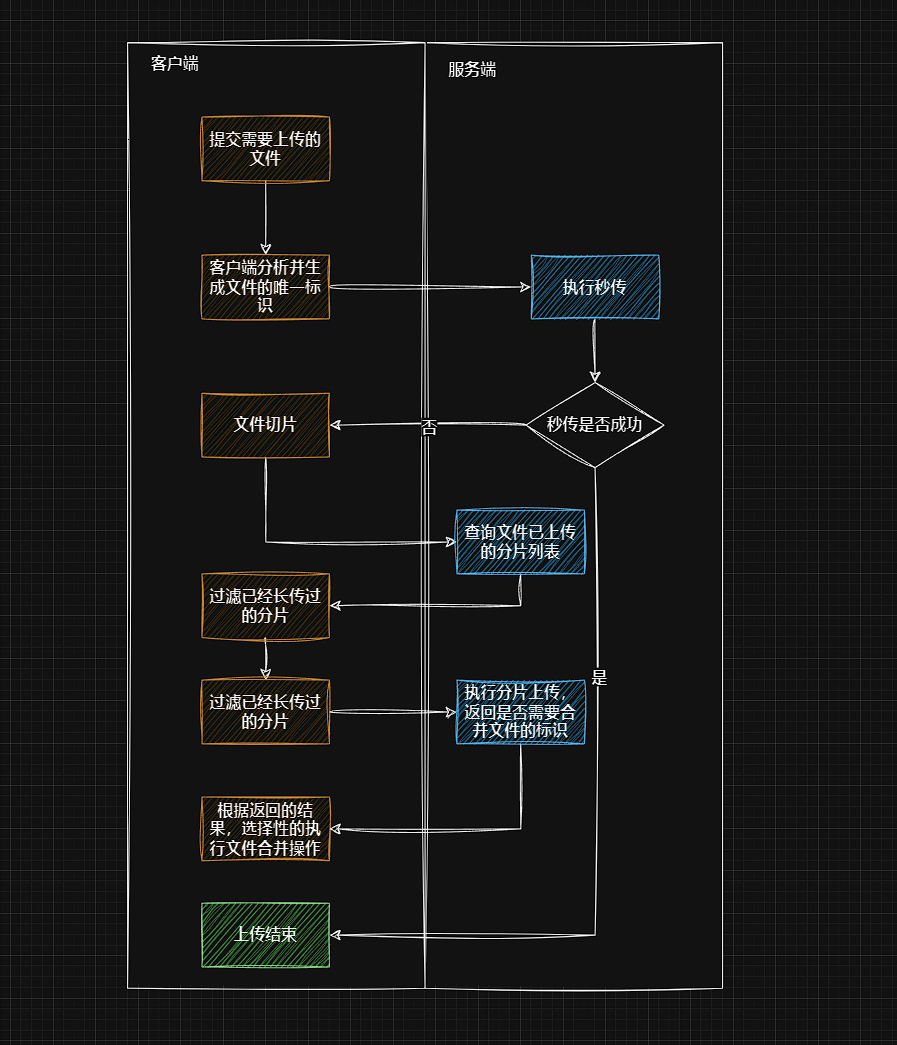 客户端
服务端
提交需要上传的
文件
客户端分析并生
成文件的唯一标
识
执行秒传
文件切片
否
秒传是否成功
查询文件已上传
的分片列表
过滤已经长传过
的分片
是
过滤已经长传过
的分片
执行分片上传，
返回是否需要合
并文件的标识
根据返回的结
果，选择性的执
行文件合并操作
上传结束